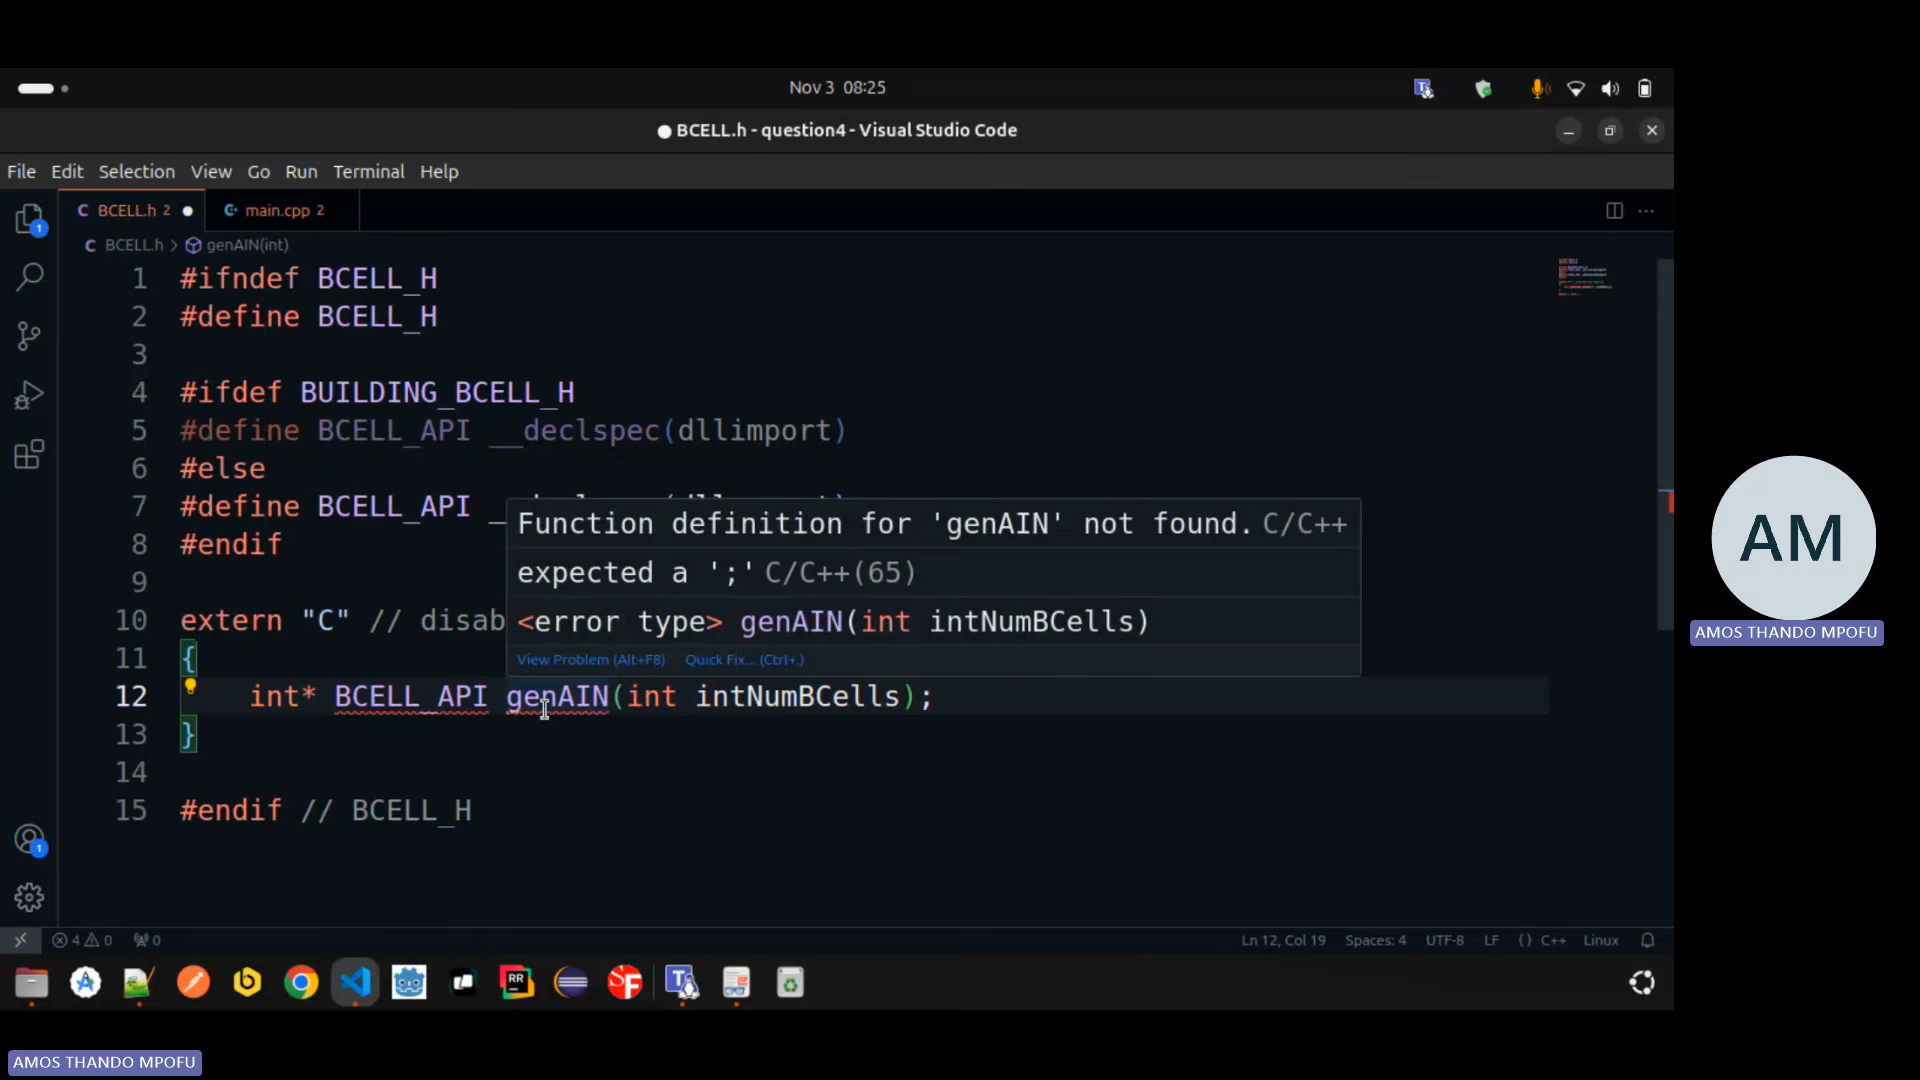 Nov 3 08:25
BCELL.h - question4 - Visual Studio Code
File Edit Selection View Go Run Terminal Help
BCELL.h 2
main.cpp 2
BCELL.h > genAIN(int)
1 #ifndef BCELL_H
2 #define BCELL_H
3
4 #ifdef BUILDING_BCELL_H
5 #define BCELL_API __declspec(dllimport)
6 #else
7 #define BCELL_API
8 #endif
9
10 extern "C" // disab
11 {
12 int* BCELL_API genAIN(int intNumBCells);
13 }
14
15 #endif // BCELL_H
Function definition for 'genAIN' not found. C/C++
expected a ';' C/C++(65)
<error type> genAIN(int intNumBCells)
View Problem (Alt+F8) Quick Fix... (Ctrl+.)
4 0 0
Ln 12, Col 19 Spaces: 4 UTF-8 LF {} C++ Linux
AM
AMOS THANDO MPOFU
AMOS THANDO MPOFU